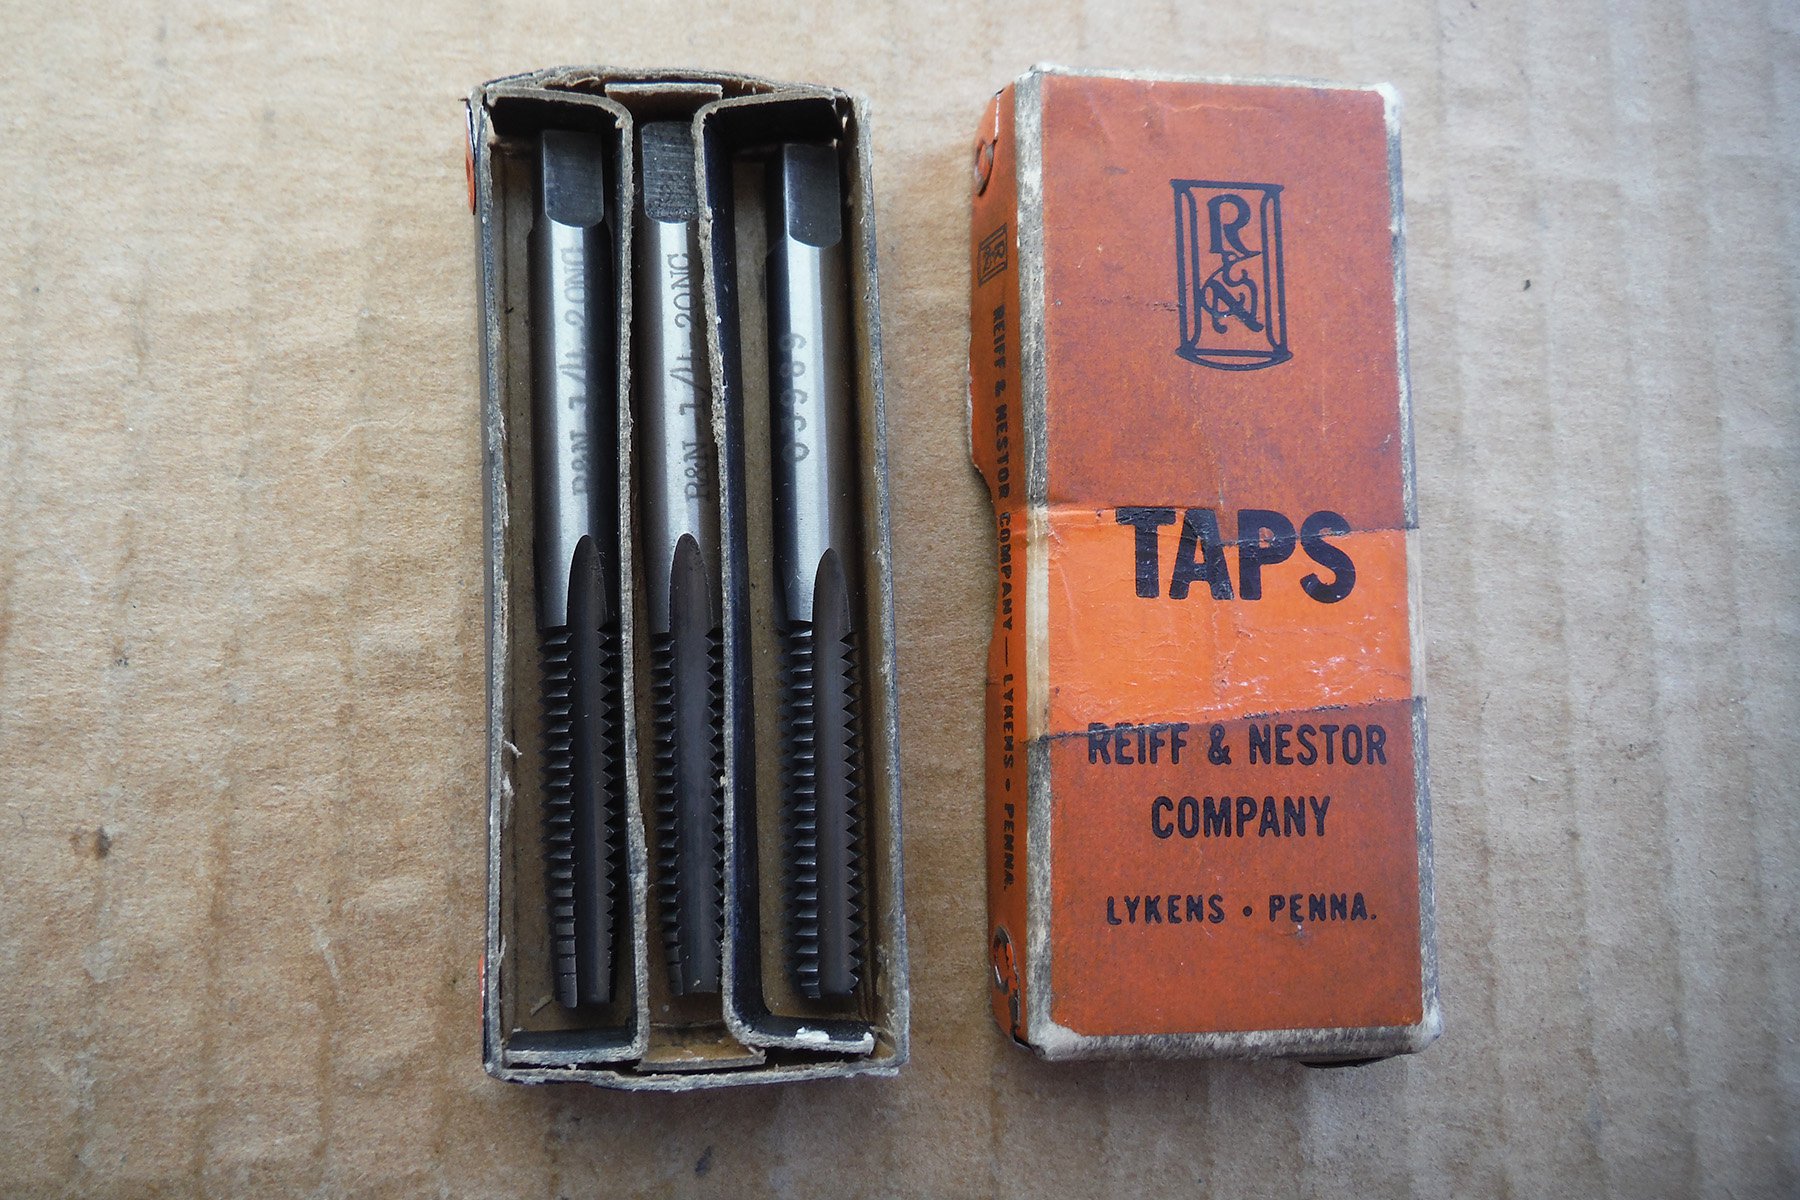 R&N 1/4 20NC
R&N 1/4 20NC
R&N
REIFF & NESTOR COMPANY — LYKENS • PENNA.
R&N
TAPS
REIFF & NESTOR
COMPANY
LYKENS • PENNA.